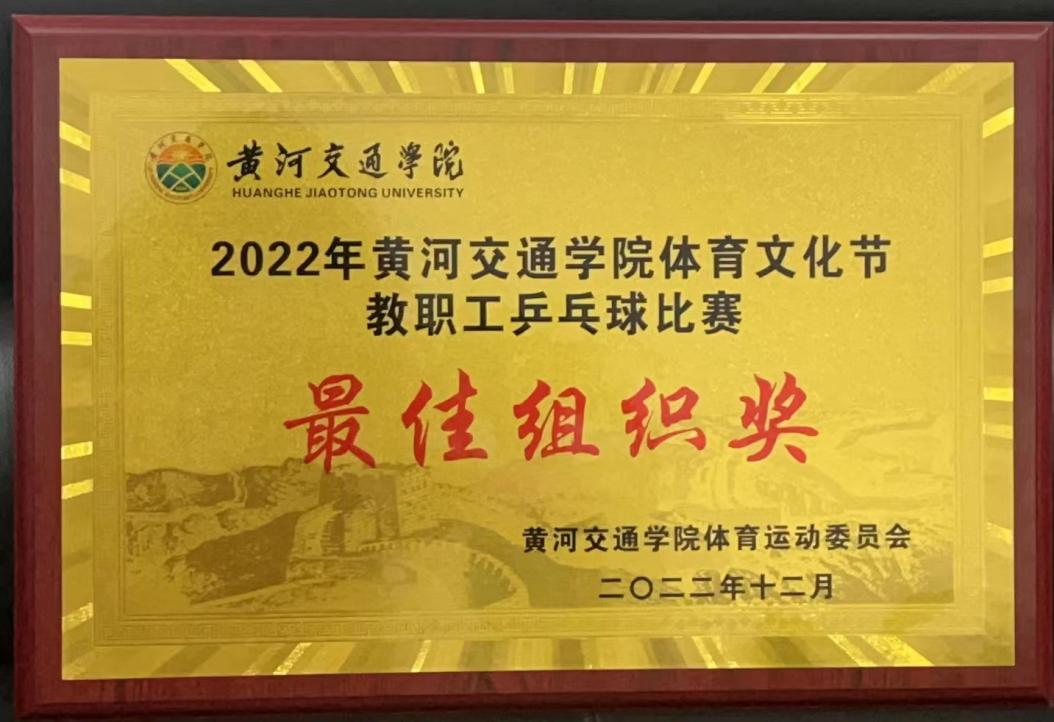 黄河交通學院
HUANGHE JIAOTONG UNIVERSITY
2022年黄河交通学院体育文化节
教职工乒乓球比赛
最佳组织奖
黄河交通学院体育运动委员会
二〇二二年十二月